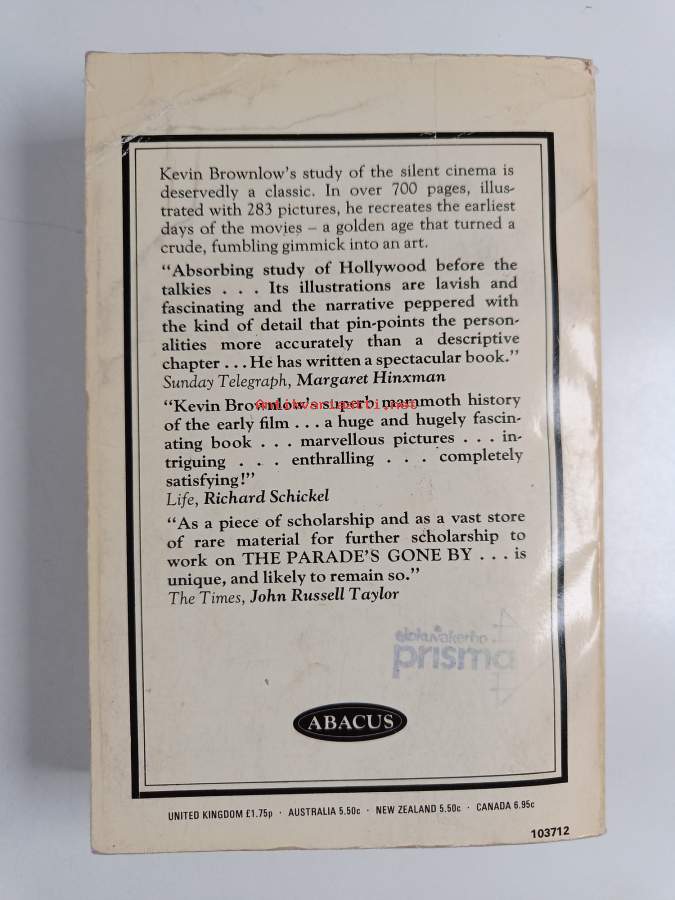 Kevin Brownlow's study of the silent cinema is
deservedly a classic. In over 700 pages, illus-
trated with 283 pictures, he recreates the earliest
days of the movies – a golden age that turned a
crude, fumbling gimmick into an art.
“Absorbing study of Hollywood before the
talkies . . . Its illustrations are lavish and
fascinating and the narrative peppered with
the kind of detail that pin-points the person-
alities more accurately than a descriptive
chapter . . . He has written a spectacular book.”
Sunday Telegraph, Margaret Hinxman
“Kevin Brownlow's superb mammoth history
of the early film . . . a huge and hugely fascin-
ating book . . . marvellous pictures . . . in-
triguing . . . enthralling . . . completely
satisfying!”
Life, Richard Schickel
“As a piece of scholarship and as a vast store
of rare material for further scholarship to
work on THE PARADE'S GONE BY . . . is
unique, and likely to remain so.”
The Times, John Russell Taylor
elokuvakerho
prisma
ABACUS
UNITED KINGDOM £1.75p · AUSTRALIA 5.50c · NEW ZEALAND 5.50c · CANADA 6.95c
103712